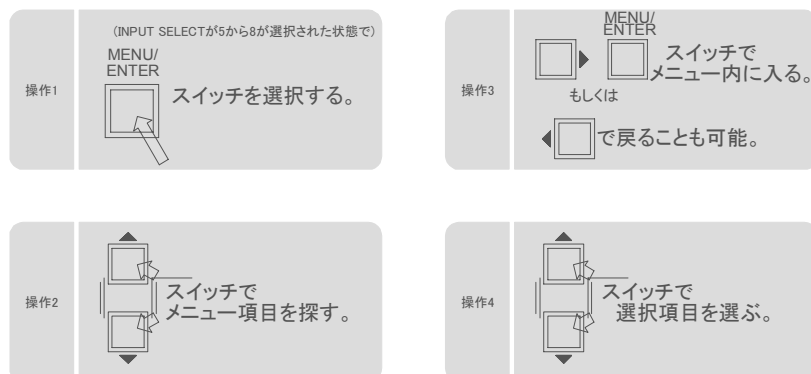 操作1
(INPUT SELECTが5から8が選択された状態で)
MENU/
ENTER
スイッチを選択する。
操作2
スイッチで
メニュー項目を探す。
操作3
MENU/
ENTER
スイッチで
メニュー内に入る。
もしくは
で戻ることも可能。
操作4
スイッチで
選択項目を選ぶ。